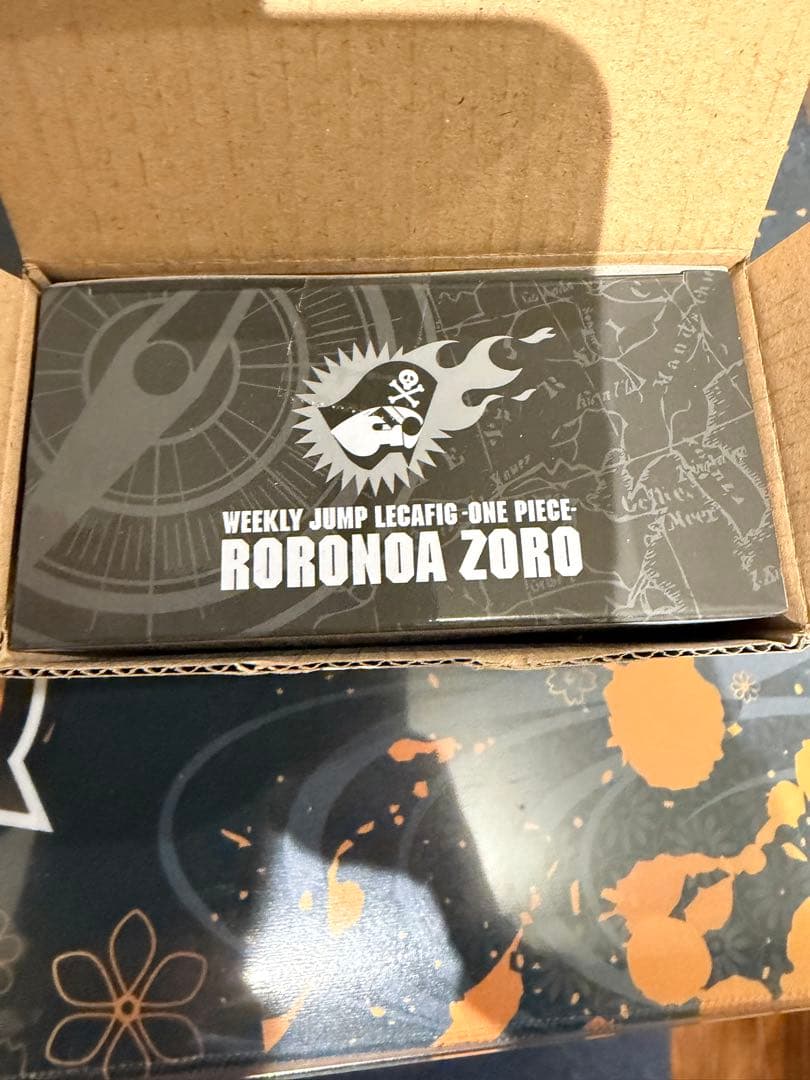 WEEKLY JUMP LECAFIG -ONE PIECE-
RORONOA ZORO